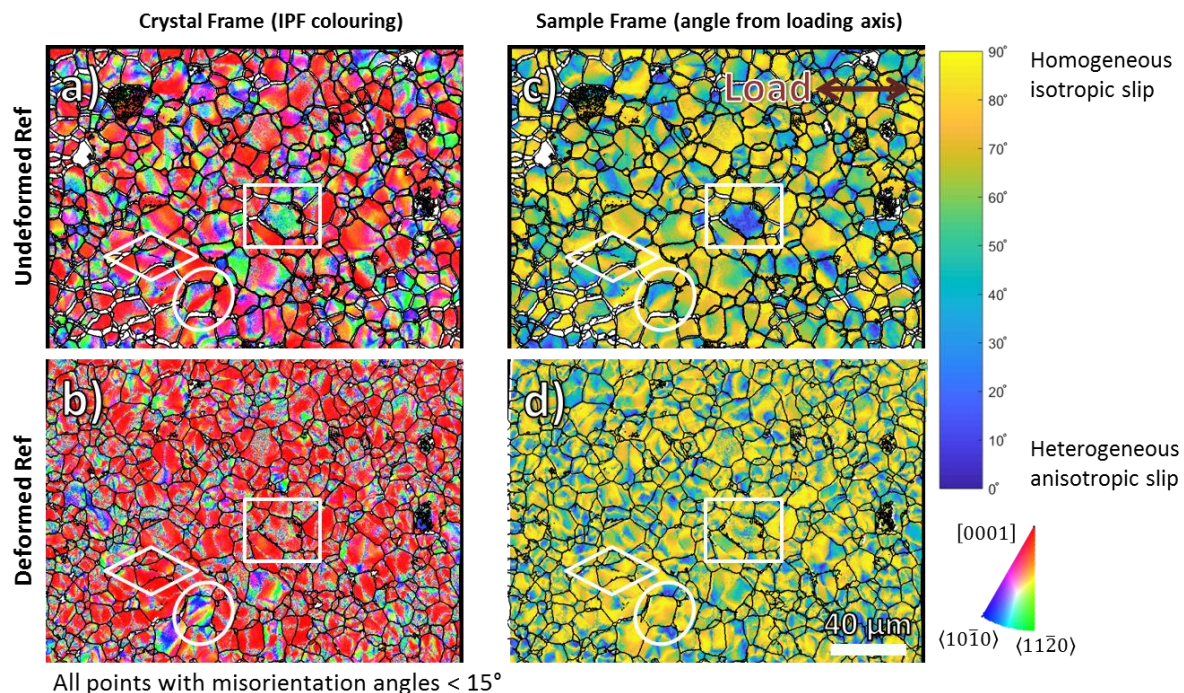 Crystal Frame (IPF colouring)
Sample Frame (angle from loading axis)
Undeformed Ref
a)
c)
Load
90°
80°
70°
60°
50°
40°
30°
20°
10°
0°
Homogeneous
isotropic slip
Heterogeneous
anisotropic slip
Deformed Ref
b)
d)
40 μm
[0001]
⟨101̄0⟩
⟨112̄0⟩
All points with misorientation angles < 15°